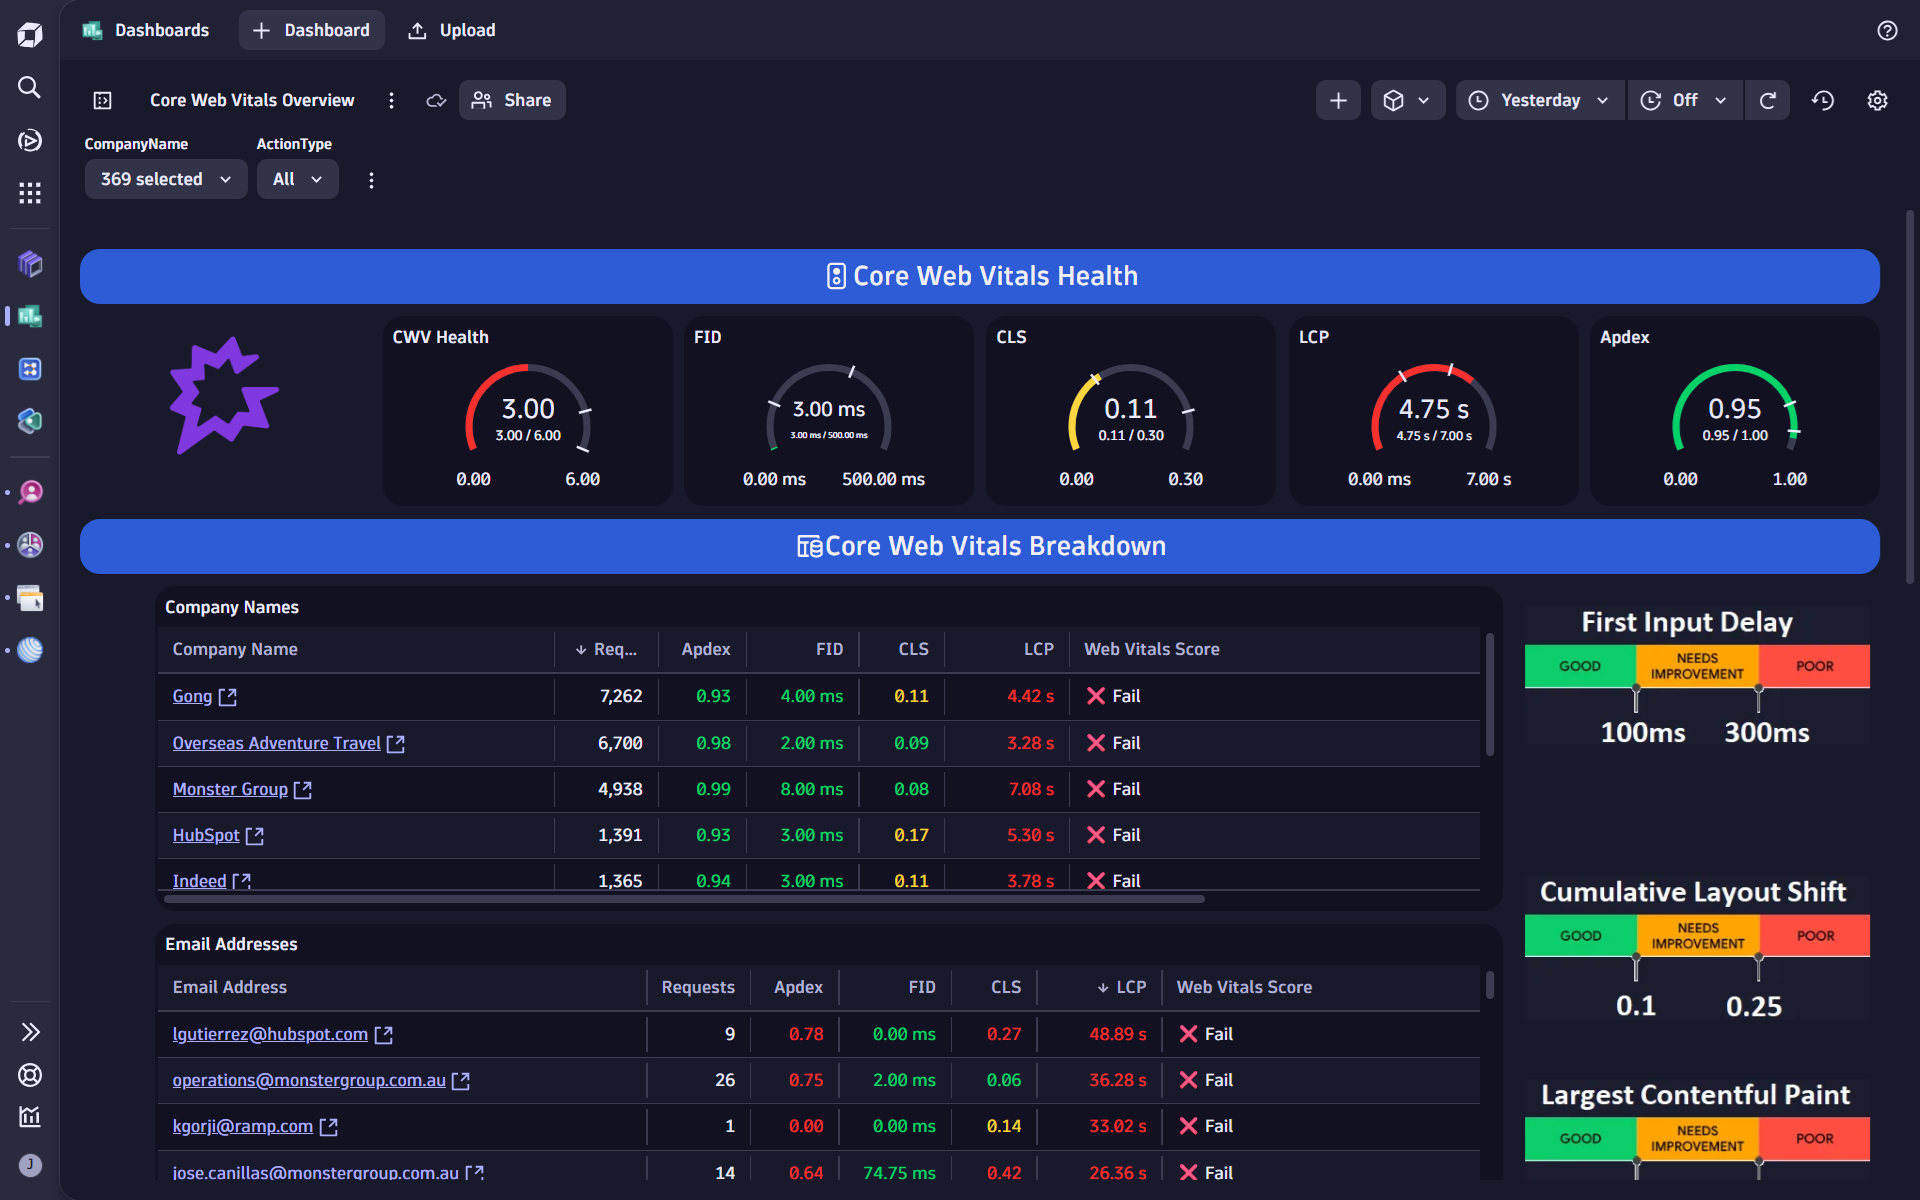 Dashboards
Dashboard
Upload
Core Web Vitals Overview
Share
Yesterday
Off
CompanyName
ActionType
369 selected
All
Core Web Vitals Health
CWV Health
3.00
3.00 / 6.00
0.00
6.00
FID
3.00 ms
3.00 ms / 500.00 ms
0.00 ms
500.00 ms
CLS
0.11
0.11 / 0.30
0.00
0.30
LCP
4.75 s
4.75 s / 7.00 s
0.00 ms
7.00 s
Apdex
0.95
0.95 / 1.00
0.00
1.00
Core Web Vitals Breakdown
Company Names
Company Name Req... Apdex FID CLS LCP Web Vitals Score
Gong 7,262 0.93 4.00 ms 0.11 4.42 s Fail
Overseas Adventure Travel 6,700 0.98 2.00 ms 0.09 3.28 s Fail
Monster Group 4,938 0.99 8.00 ms 0.08 7.08 s Fail
HubSpot 1,391 0.93 3.00 ms 0.17 5.30 s Fail
Indeed 1,365 0.94 3.00 ms 0.11 3.78 s Fail
Email Addresses
Email Address Requests Apdex FID CLS LCP Web Vitals Score
lgutierrez@hubspot.com 9 0.78 0.00 ms 0.27 48.89 s Fail
operations@monstergroup.com.au 26 0.75 2.00 ms 0.06 36.28 s Fail
kgorji@ramp.com 1 0.00 0.00 ms 0.14 33.02 s Fail
jose.canillas@monstergroup.com.au 14 0.64 74.75 ms 0.42 26.36 s Fail
First Input Delay
GOOD
NEEDS
IMPROVEMENT
POOR
100ms
300ms
Cumulative Layout Shift
GOOD
NEEDS
IMPROVEMENT
POOR
0.1
0.25
Largest Contentful Paint
GOOD
NEEDS
IMPROVEMENT
POOR
J